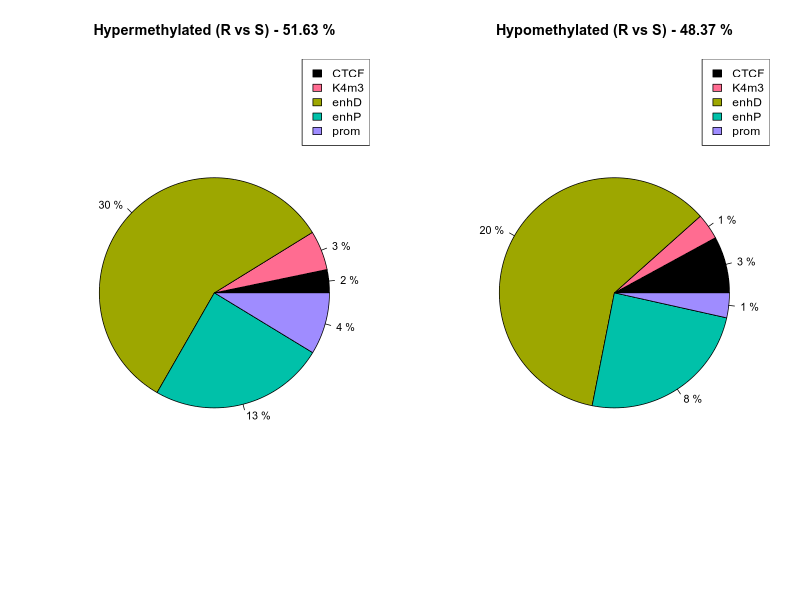 Hypermethylated (R vs S) - 51.63 %
CTCF
K4m3
enhD
enhP
prom
30 %
3 %
2 %
4 %
13 %
Hypomethylated (R vs S) - 48.37 %
CTCF
K4m3
enhD
enhP
prom
20 %
1 %
3 %
1 %
8 %